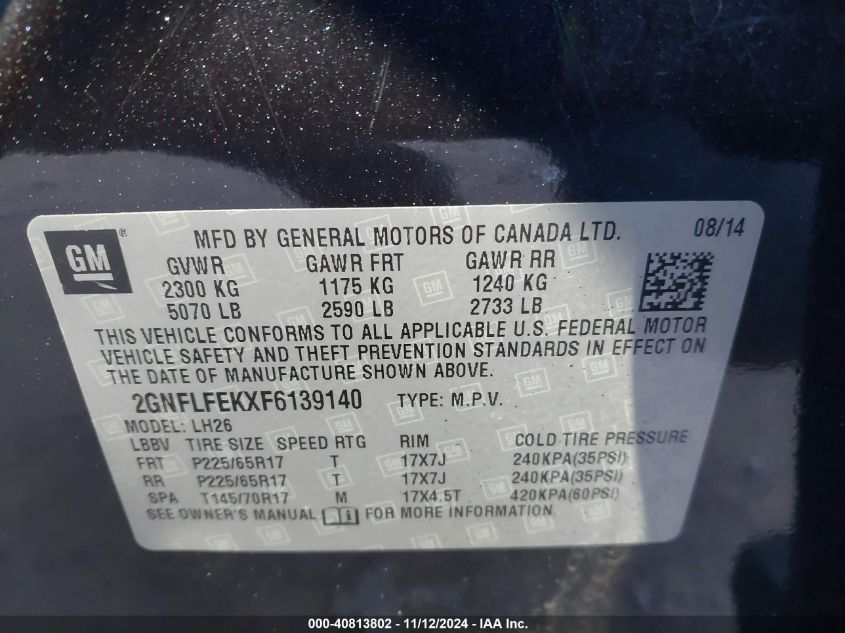 GM ®
MFD BY GENERAL MOTORS OF CANADA LTD. 08/14
GVWR GAWR FRT GAWR RR
2300 KG 1175 KG 1240 KG
5070 LB 2590 LB 2733 LB
THIS VEHICLE CONFORMS TO ALL APPLICABLE U.S. FEDERAL MOTOR
VEHICLE SAFETY AND THEFT PREVENTION STANDARDS IN EFFECT ON
THE DATE OF MANUFACTURE SHOWN ABOVE.
2GNFLFEKXF6139140 TYPE: M.P.V.
MODEL: LH26
LBBV TIRE SIZE SPEED RTG RIM COLD TIRE PRESSURE
FRT P225/65R17 T 17X7J 240KPA(35PSI)
RR P225/65R17 T 17X7J 240KPA(35PSI)
SPA T145/70R17 M 17X4.5T 420KPA(60PSI)
SEE OWNER'S MANUAL FOR MORE INFORMATION.
000-40813802 - 11/12/2024 - IAA Inc.